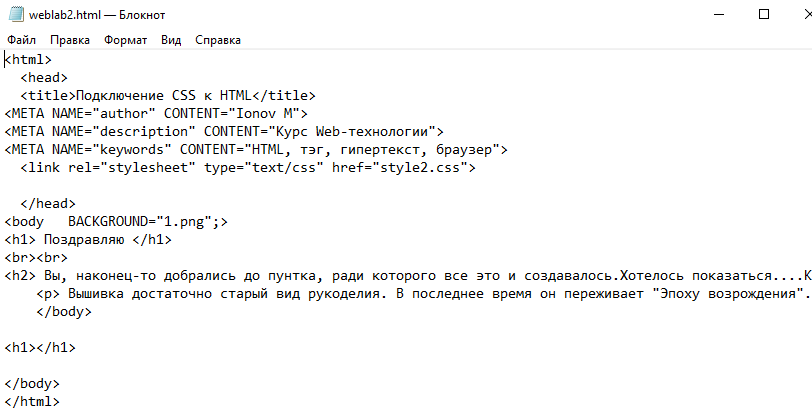 weblab2.html — Блокнот
Файл Правка Формат Вид Справка
<html>
<head>
<title>Подключение CSS к HTML</title>
<META NAME="author" CONTENT="Ionov M">
<META NAME="description" CONTENT="Курс Web-технологии">
<META NAME="keywords" CONTENT="HTML, тэг, гипертекст, браузер">
<link rel="stylesheet" type="text/css" href="style2.css">
</head>
<body BACKGROUND="1.png";>
<h1> Поздравляю </h1>
<br><br>
<h2> Вы, наконец-то добрались до пунтка, ради которого все это и создавалось.Хотелось показаться....К
<p> Вышивка достаточно старый вид рукоделия. В последнее время он переживает "Эпоху возрождения".
</body>
<h1></h1>
</body>
</html>